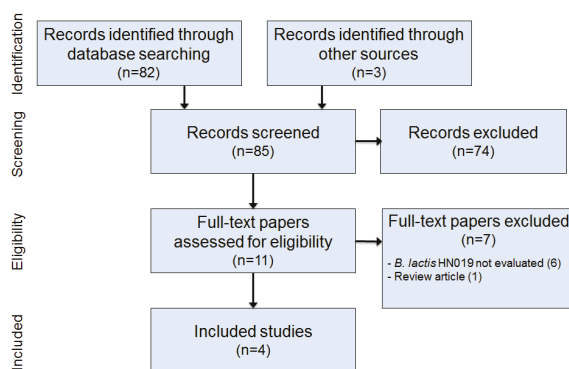 Identification
Records identified through
database searching
(n=82)
Records identified through
other sources
(n=3)
Screening
Records screened
(n=85)
Records excluded
(n=74)
Eligibility
Full-text papers
assessed for eligibility
(n=11)
Full-text papers excluded
(n=7)
- B. lactis HN019 not evaluated (6)
- Review article (1)
Included
Included studies
(n=4)